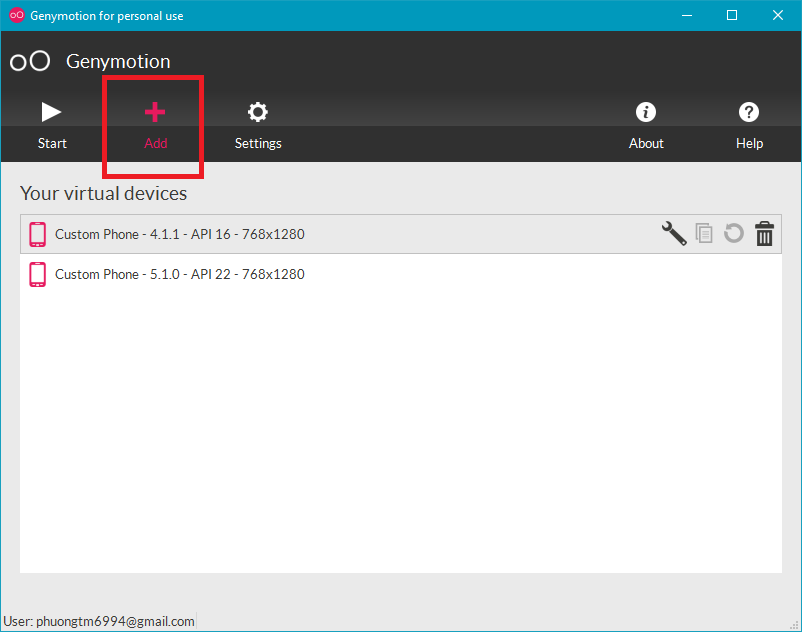 Genymotion for personal use
Genymotion
Start Add Settings About Help
Your virtual devices
Custom Phone - 4.1.1 - API 16 - 768x1280
Custom Phone - 5.1.0 - API 22 - 768x1280
User: phuongtm6994@gmail.com